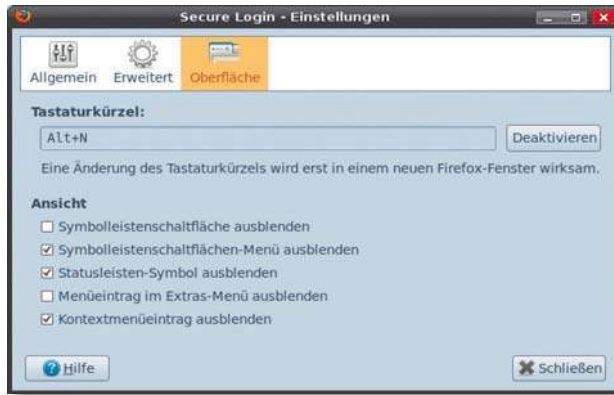 Secure Login - Einstellungen
Allgemein Erweitert Oberfläche
Tastaturkürzel:
Alt+N Deaktivieren
Eine Änderung des Tastaturkürzels wird erst in einem neuen Firefox-Fenster wirksam.
Ansicht
Symbolleistenschaltfläche ausblenden
Symbolleistenschaltflächen-Menü ausblenden
Statusleisten-Symbol ausblenden
Menüeintrag im Extras-Menü ausblenden
Kontextmenüeintrag ausblenden
Hilfe Schließen